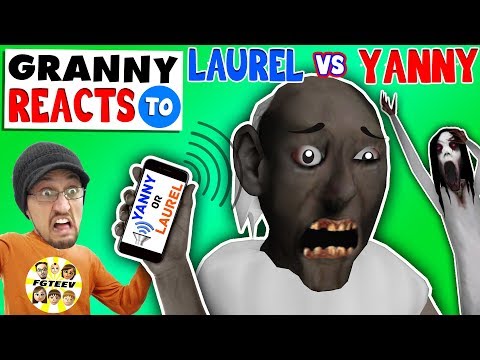 GRANNY
REACTS TO
LAUREL vs YANNY
YANNY
OR
LAUREL
FGTEEV